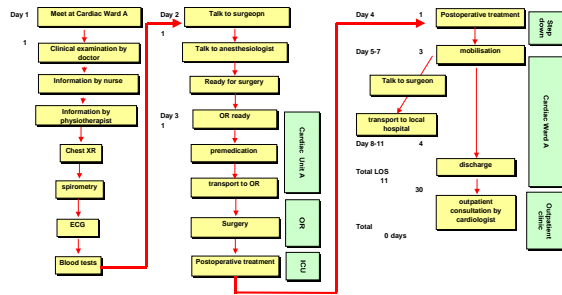 Day 1
Meet at Cardiac Ward A
1
Clinical examination by
doctor
Information by nurse
Information by
physiotherapist
Chest XR
spirometry
ECG
Blood tests
Day 2
Talk to surgeopn
1
Talk to anesthesiologist
Ready for surgery
Day 3
1
OR ready
premedication
transport to OR
Cardiac Unit A
Surgery
OR
Postoperative treatment
ICU
Day 4
1
Postoperative treatment
Step
down
Day 5-7
3
mobilisation
Talk to surgeon
transport to local
hospital
Cardiac Ward A
Day 8-11
4
discharge
Total LOS
11
30
outpatient
consultation by
cardiologist
Outpatient
clinic
Total
0 days